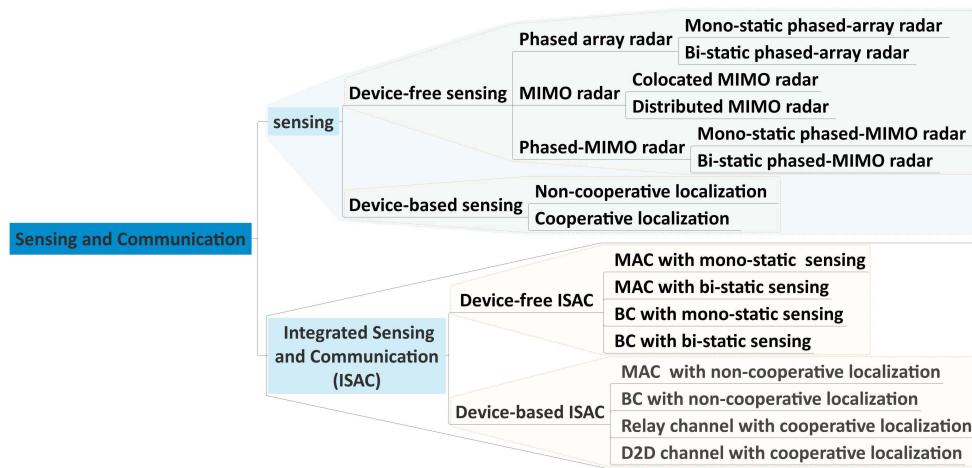 Sensing and Communication
sensing
Device-free sensing
Phased array radar
Mono-static phased-array radar
Bi-static phased-array radar
MIMO radar
Colocated MIMO radar
Distributed MIMO radar
Phased-MIMO radar
Mono-static phased-MIMO radar
Bi-static phased-MIMO radar
Device-based sensing
Non-cooperative localization
Cooperative localization
Integrated Sensing
and Communication
(ISAC)
Device-free ISAC
MAC with mono-static sensing
MAC with bi-static sensing
BC with mono-static sensing
BC with bi-static sensing
Device-based ISAC
MAC with non-cooperative localization
BC with non-cooperative localization
Relay channel with cooperative localization
D2D channel with cooperative localization